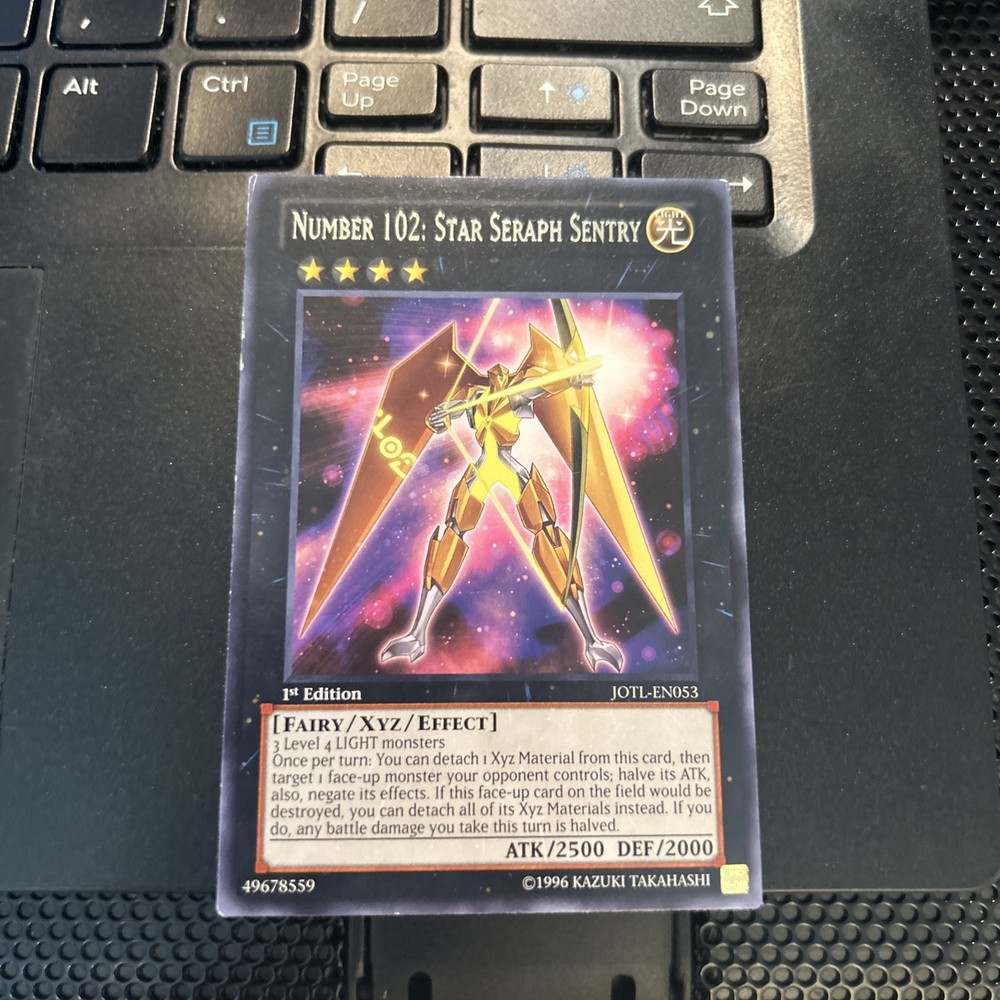 Alt
Ctrl
Page
Up
Page
Down
NUMBER 102: STAR SERAPH SENTRY
LIGHT
光
102
1st Edition
JOTL-EN053
[FAIRY/XYZ/EFFECT]
3 Level 4 LIGHT monsters
Once per turn: You can detach 1 Xyz Material from this card, then
target 1 face-up monster your opponent controls; halve its ATK,
also, negate its effects. If this face-up card on the field would be
destroyed, you can detach all of its Xyz Materials instead. If you
do, any battle damage you take this turn is halved.
ATK/2500 DEF/2000
49678559
©1996 KAZUKI TAKAHASHI